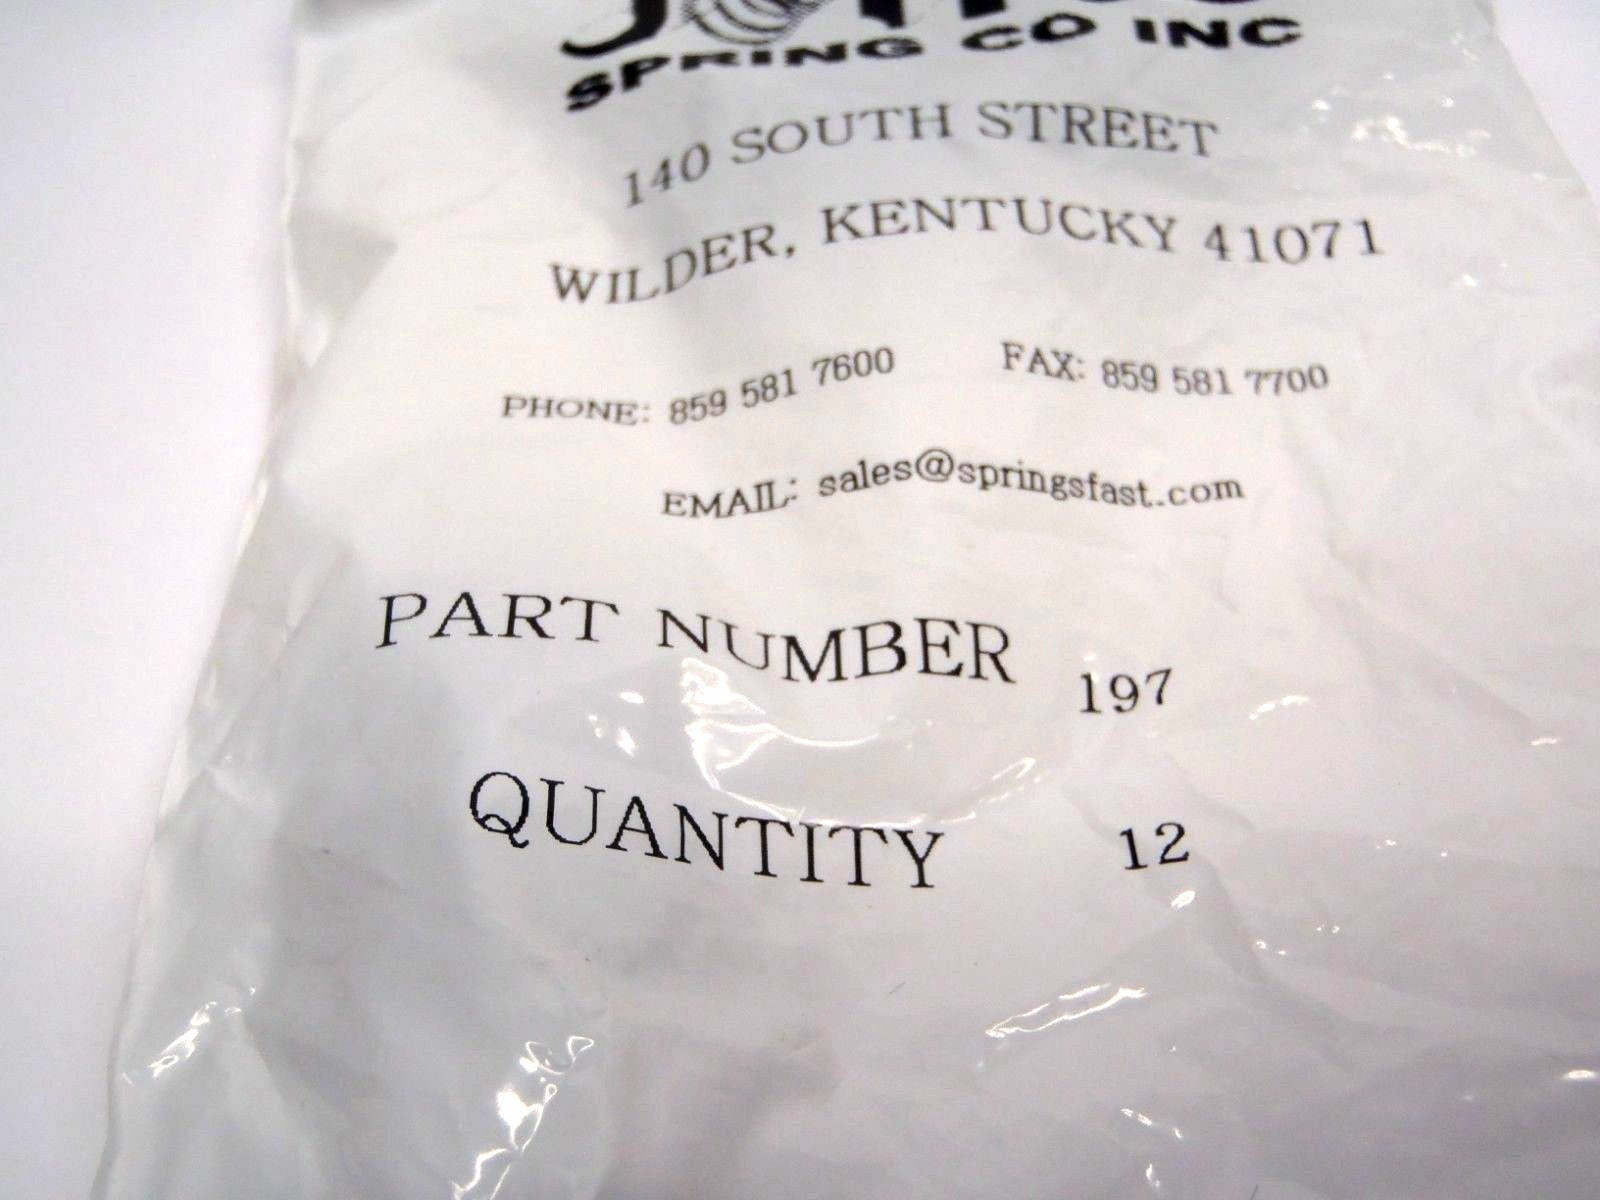 SPRING CO INC
140 SOUTH STREET
WILDER, KENTUCKY 41071
PHONE: 859 581 7600 FAX: 859 581 7700
EMAIL: sales@springsfast.com
PART NUMBER 197
QUANTITY 12